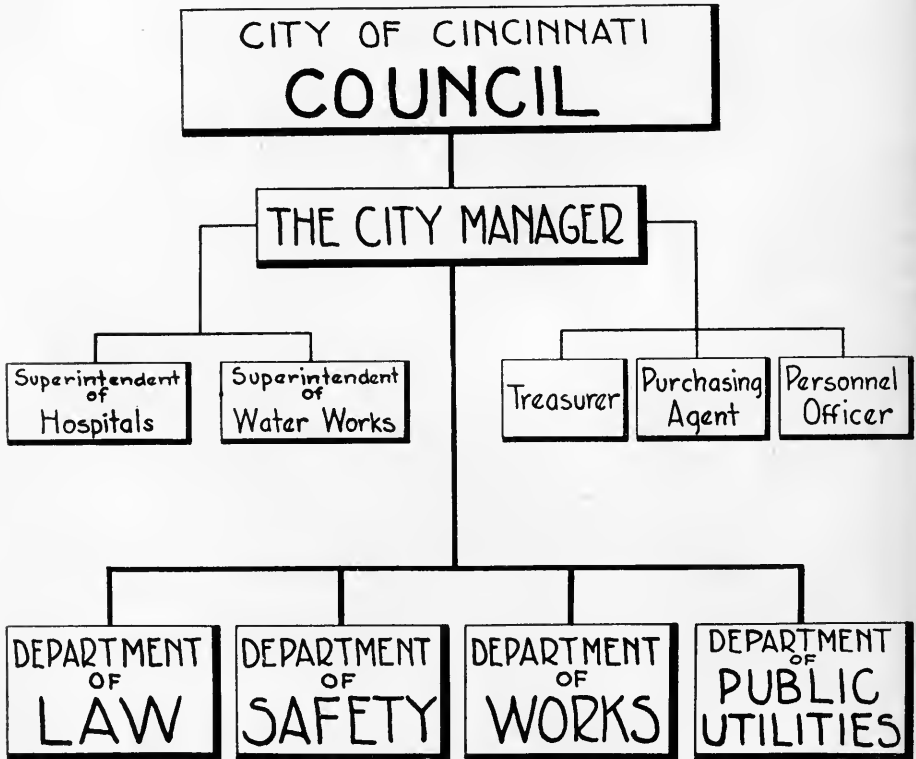 CITY OF CINCINNATI
COUNCIL
THE CITY MANAGER
Superintendent
of
Hospitals
Superintendent
of
Water Works
Treasurer
Purchasing
Agent
Personnel
Officer
DEPARTMENT
OF
LAW
DEPARTMENT
OF
SAFETY
DEPARTMENT
OF
WORKS
DEPARTMENT
OF
PUBLIC
UTILITIES